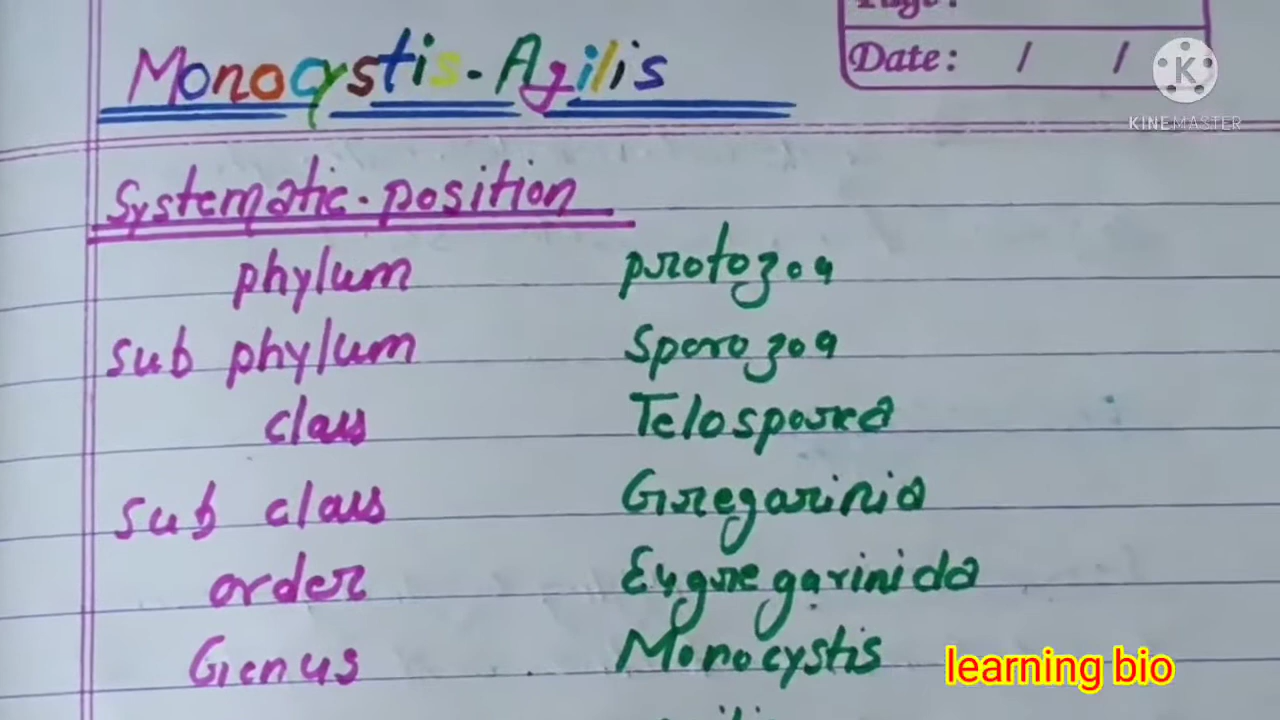 Page:
Date: / /
K
KINEMASTER
Monocystis-Agilis
Systematic-position
phylum protozoa
sub phylum Sporozoa
class Telosporea
sub class Gregarinia
order Eugregarinida
Genus Monocystis
learning bio